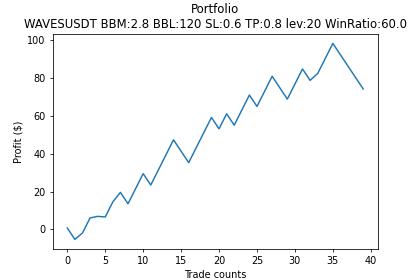 Portfolio
WAVESUSDT BBM:2.8 BBL:120 SL:0.6 TP:0.8 lev:20 WinRatio:60.0
100
80
60
40
20
0
Profit ($)
0 5 10 15 20 25 30 35 40
Trade counts